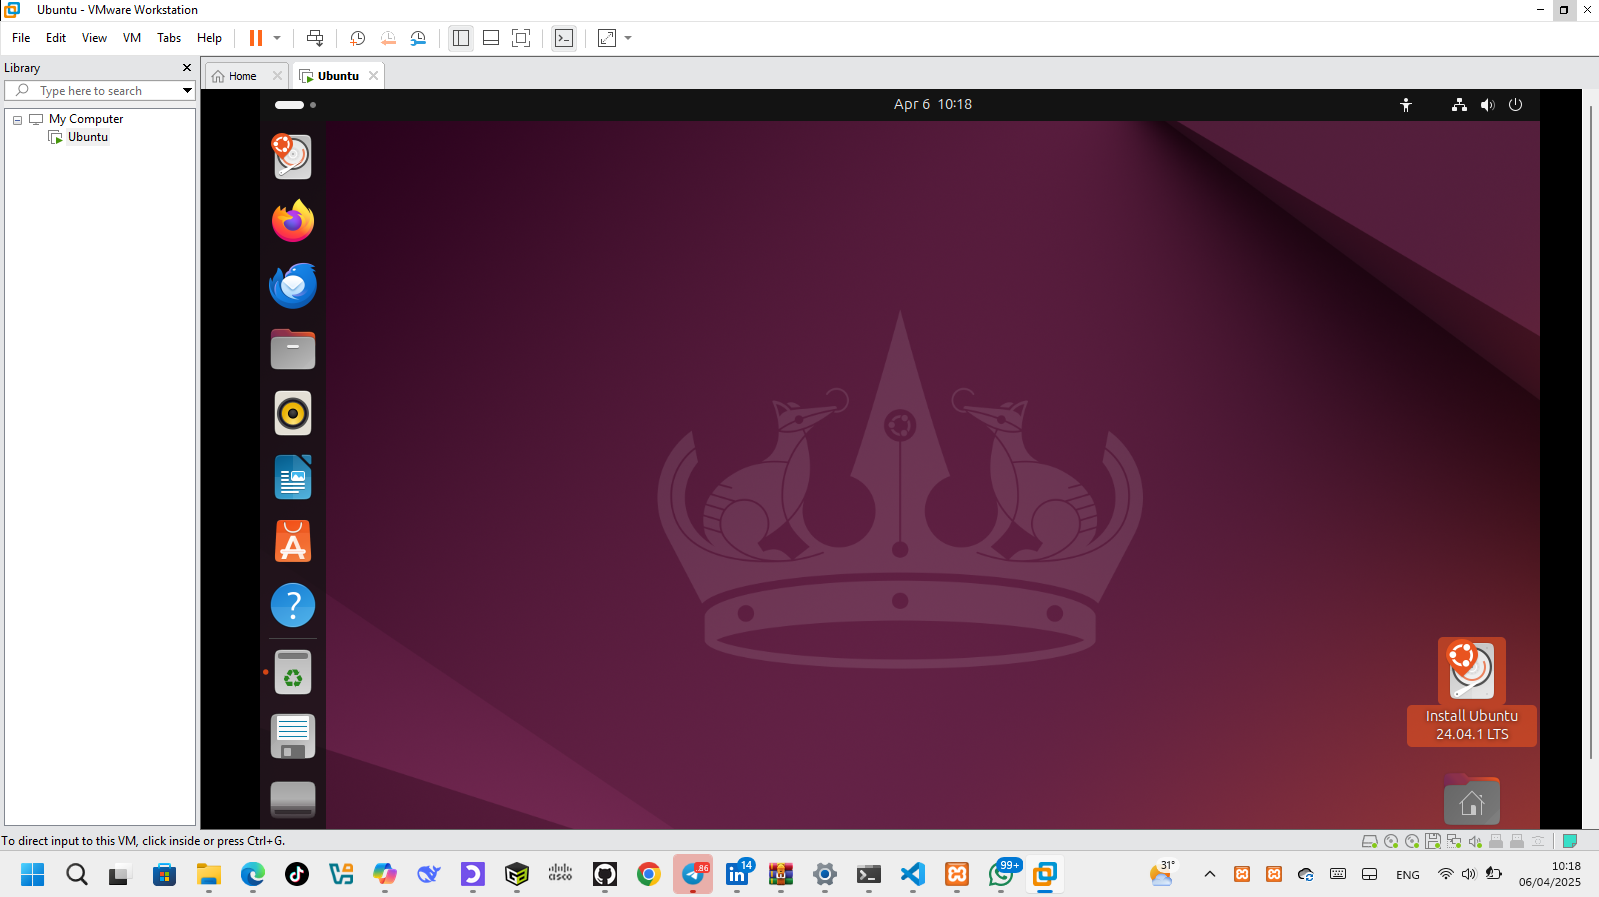 Ubuntu - VMware Workstation
File Edit View VM Tabs Help
Library
Home
Ubuntu
Type here to search
My Computer
Ubuntu
Apr 6 10:18
Install Ubuntu
24.04.1 LTS
To direct input to this VM, click inside or press Ctrl+G.
cisco
86
14
99+
31°
ENG
10:18
06/04/2025